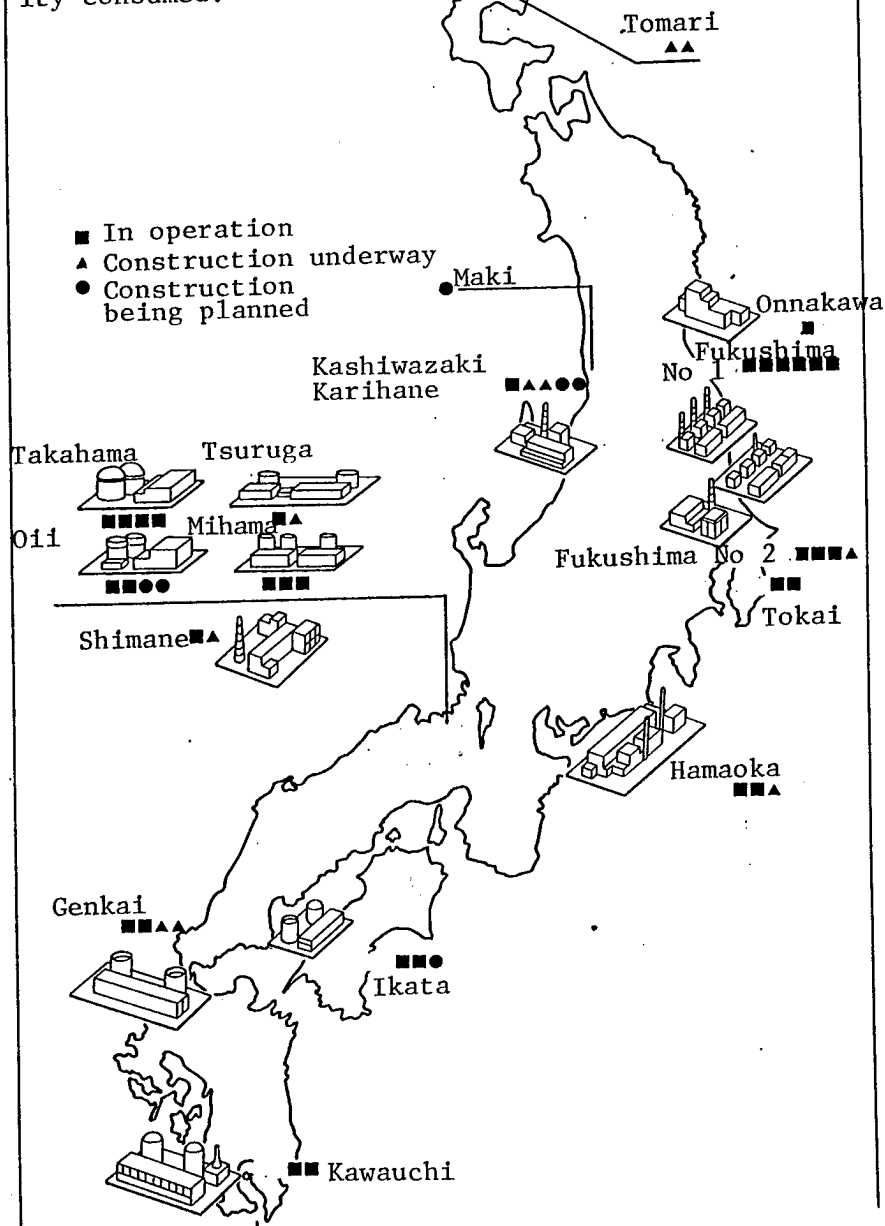 ity consumed.
Tomari
▲▲
■ In operation
▲ Construction underway
● Construction
being planned
●Maki
Onnakawa
■
Fukushima
No 1 ■■■■■■
Kashiwazaki ■▲▲●●
Karihane
Takahama
■■■■
Tsuruga
■▲
Oii
■■●●
Mihama
■■■
Fukushima No 2 ■■■▲
■■
Tokai
Shimane■▲
Hamaoka
■■▲
Genkai
■■▲▲
■■●
Ikata
■■ Kawauchi